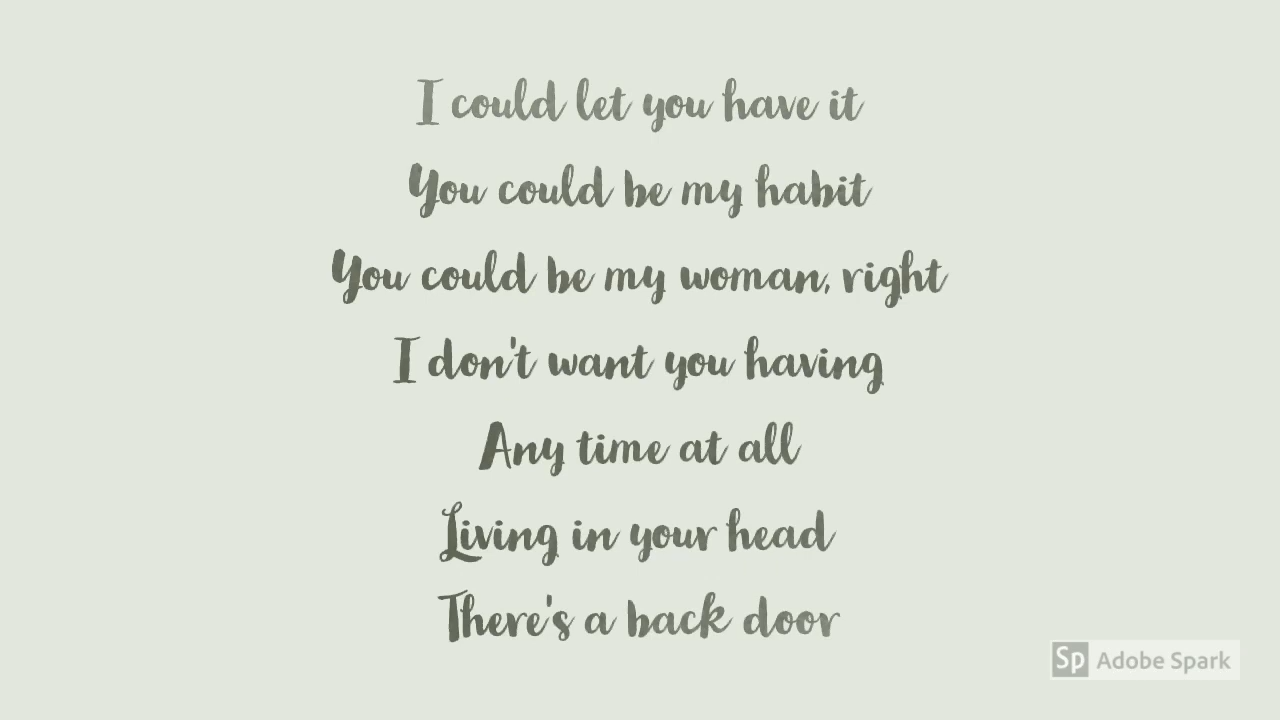 I could let you have it
You could be my habit
You could be my woman, right
I don't want you having
Any time at all
Living in your head
There's a back door
Sp Adobe Spark